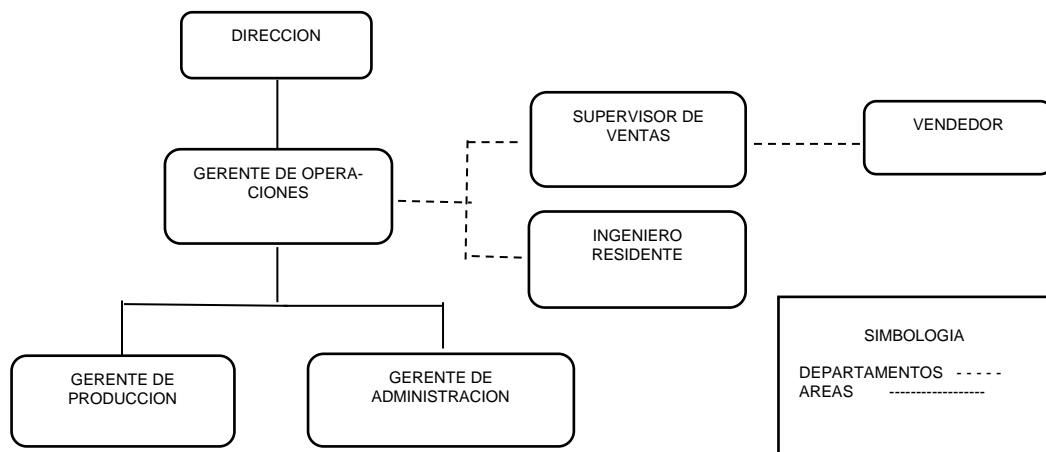 DIRECCION
SUPERVISOR DE
VENTAS
VENDEDOR
GERENTE DE OPERA-
CIONES
INGENIERO
RESIDENTE
SIMBOLOGIA
DEPARTAMENTOS - - - - -
AREAS ------------------
GERENTE DE
PRODUCCION
GERENTE DE
ADMINISTRACION